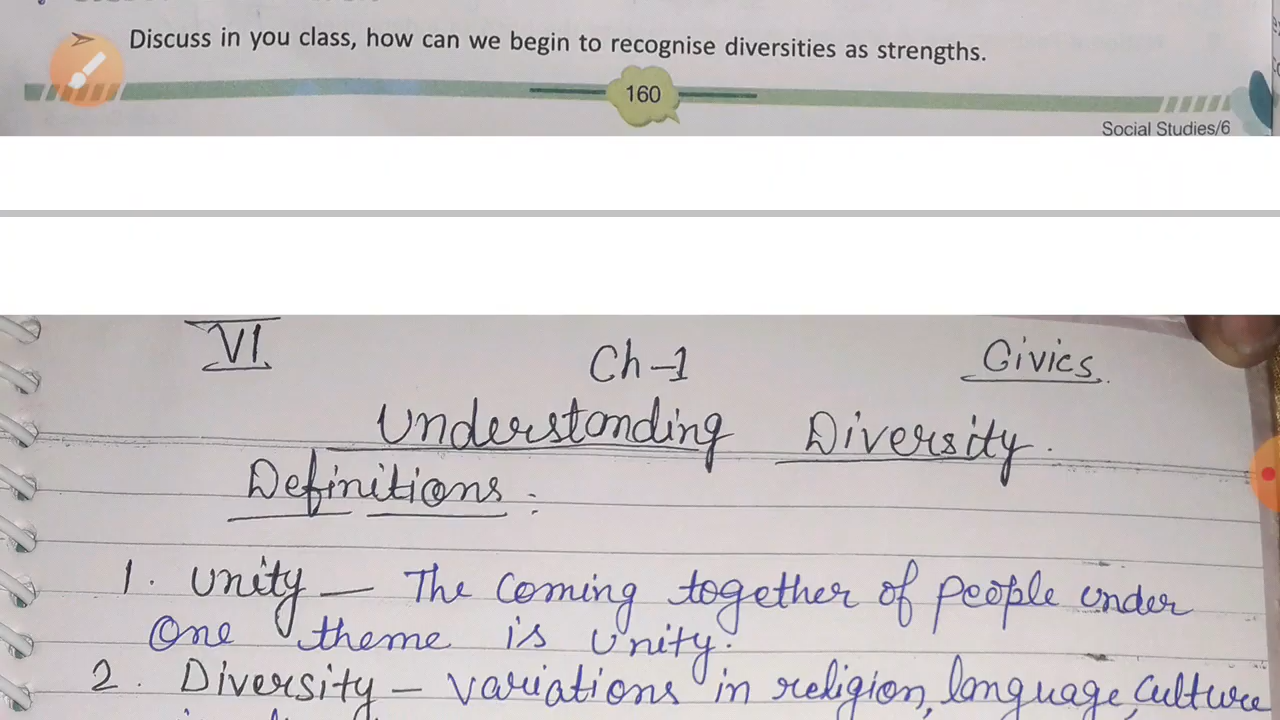 Discuss in you class, how can we begin to recognise diversities as strengths.
160
Social Studies/6
VI
Ch-1
Civics
Understanding Diversity.
Definitions:
1. Unity — The coming together of people under
one theme is Unity.
2. Diversity — variations in religion, language, culture